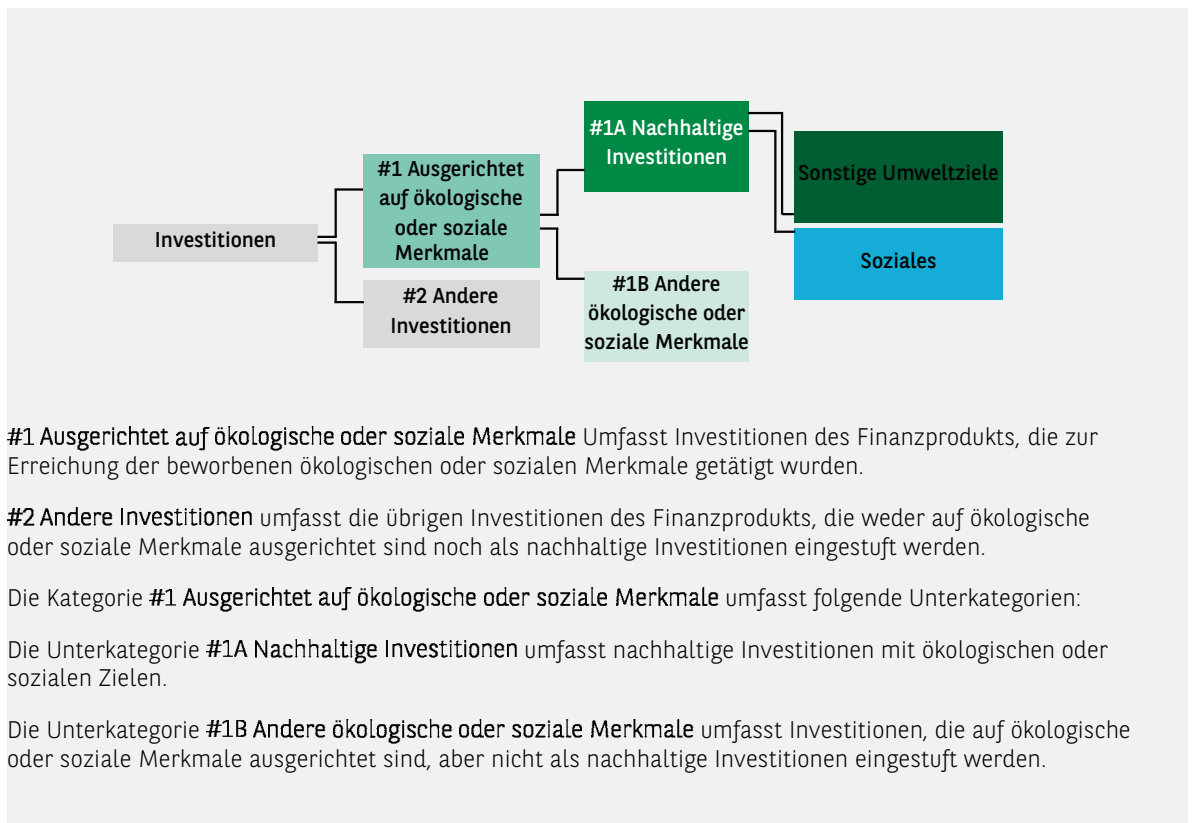 #1A Nachhaltige
Investitionen
Sonstige Umweltziele
#1 Ausgerichtet
auf ökologische
oder soziale
Merkmale
Investitionen
Soziales
#2 Andere
Investitionen
#1B Andere
ökologische oder
soziale Merkmale
#1 Ausgerichtet auf ökologische oder soziale Merkmale Umfasst Investitionen des Finanzprodukts, die zur
Erreichung der beworbenen ökologischen oder sozialen Merkmale getätigt wurden.
#2 Andere Investitionen umfasst die übrigen Investitionen des Finanzprodukts, die weder auf ökologische
oder soziale Merkmale ausgerichtet sind noch als nachhaltige Investitionen eingestuft werden.
Die Kategorie #1 Ausgerichtet auf ökologische oder soziale Merkmale umfasst folgende Unterkategorien:
Die Unterkategorie #1A Nachhaltige Investitionen umfasst nachhaltige Investitionen mit ökologischen oder
sozialen Zielen.
Die Unterkategorie #1B Andere ökologische oder soziale Merkmale umfasst Investitionen, die auf ökologische
oder soziale Merkmale ausgerichtet sind, aber nicht als nachhaltige Investitionen eingestuft werden.